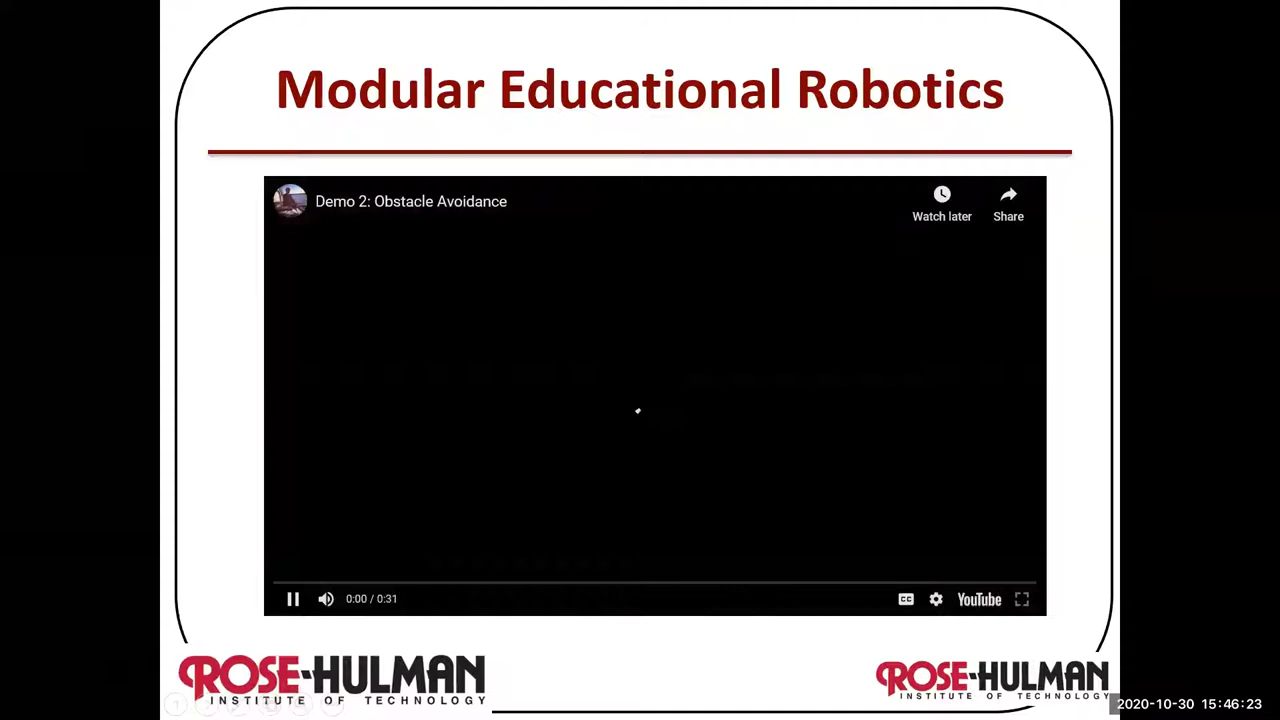 Modular Educational Robotics
Demo 2: Obstacle Avoidance
Watch later
Share
0:00 / 0:31
CC
YouTube
ROSE-HULMAN
INSTITUTE OF TECHNOLOGY
ROSE-HULMAN
INSTITUTE OF TECHNOLOGY
2020-10-30 15:46:23